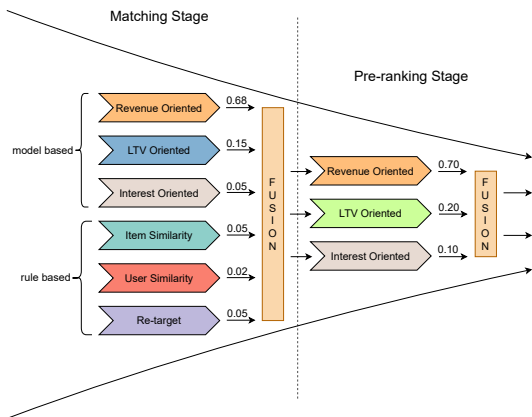 Matching Stage
Pre-ranking Stage
model based
Revenue Oriented
0.68
LTV Oriented
0.15
Interest Oriented
0.05
rule based
Item Similarity
0.05
User Similarity
0.02
Re-target
0.05
FUSION
Revenue Oriented
0.70
LTV Oriented
0.20
Interest Oriented
0.10
FUSION